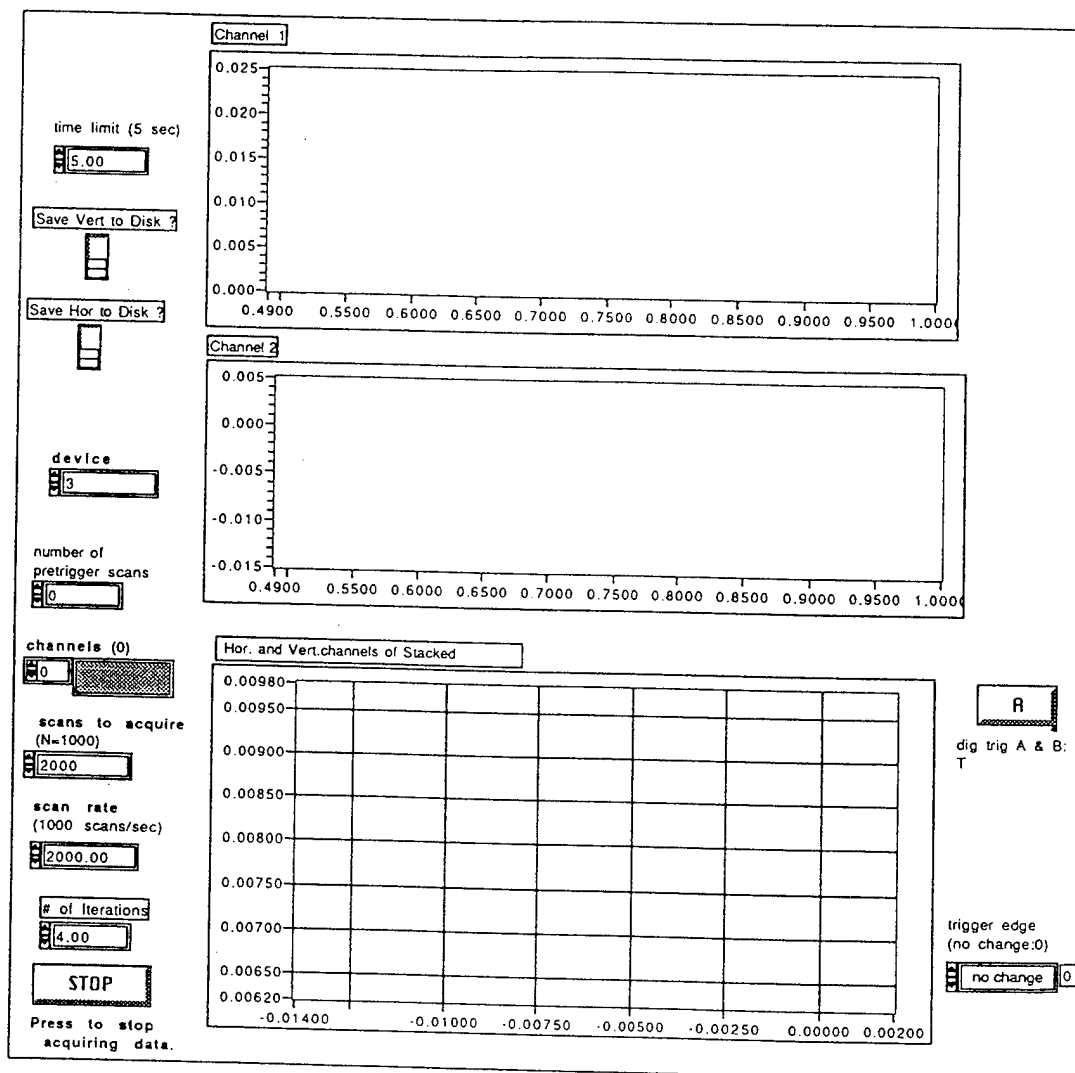 Channel 1
0.025
0.020
0.015
0.010
0.005
0.000
0.4900 0.5500 0.6000 0.6500 0.7000 0.7500 0.8000 0.8500 0.9000 0.9500 1.0000
time limit (5 sec)
5.00
Save Vert to Disk ?
Save Hor to Disk ?
Channel 2
0.005
0.000
-0.005
-0.010
-0.015
0.4900 0.5500 0.6000 0.6500 0.7000 0.7500 0.8000 0.8500 0.9000 0.9500 1.0000
device
3
number of
pretrigger scans
0
channels (0)
0
scans to acquire
(N=1000)
2000
scan rate
(1000 scans/sec)
2000.00
# of Iterations
4.00
STOP
Press to stop
acquiring data.
Hor. and Vert.channels of Stacked
0.00980
0.00950
0.00900
0.00850
0.00800
0.00750
0.00700
0.00650
0.00620
-0.01400 -0.01000 -0.00750 -0.00500 -0.00250 0.00000 0.00200
R
dig trig A & B:
T
trigger edge
(no change:0)
no change 0